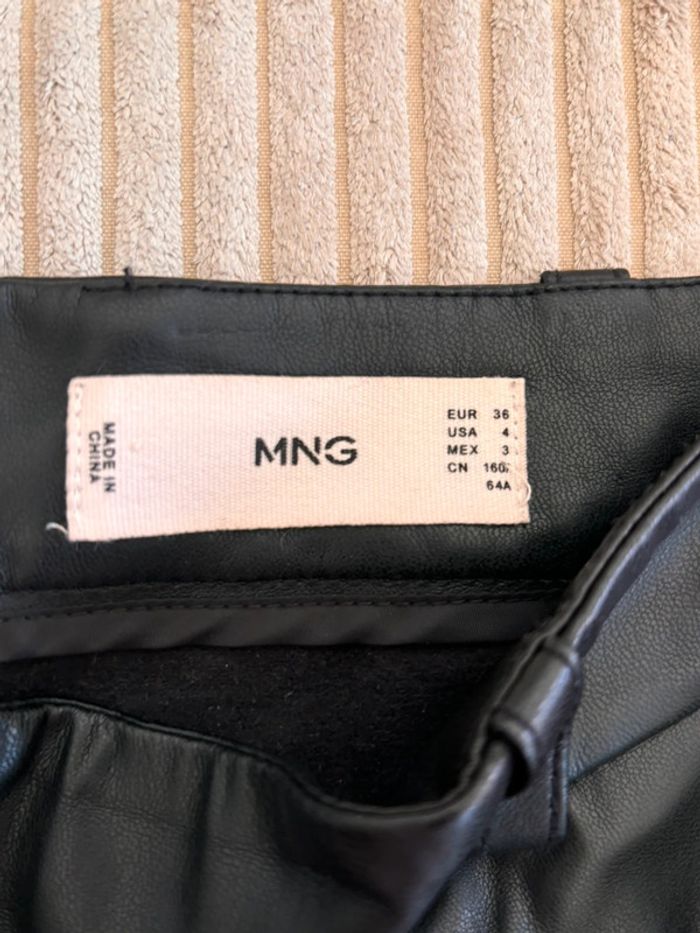 MADE IN
CHINA
MNG
EUR 36
USA 4
MEX 3
CN 160/
64A